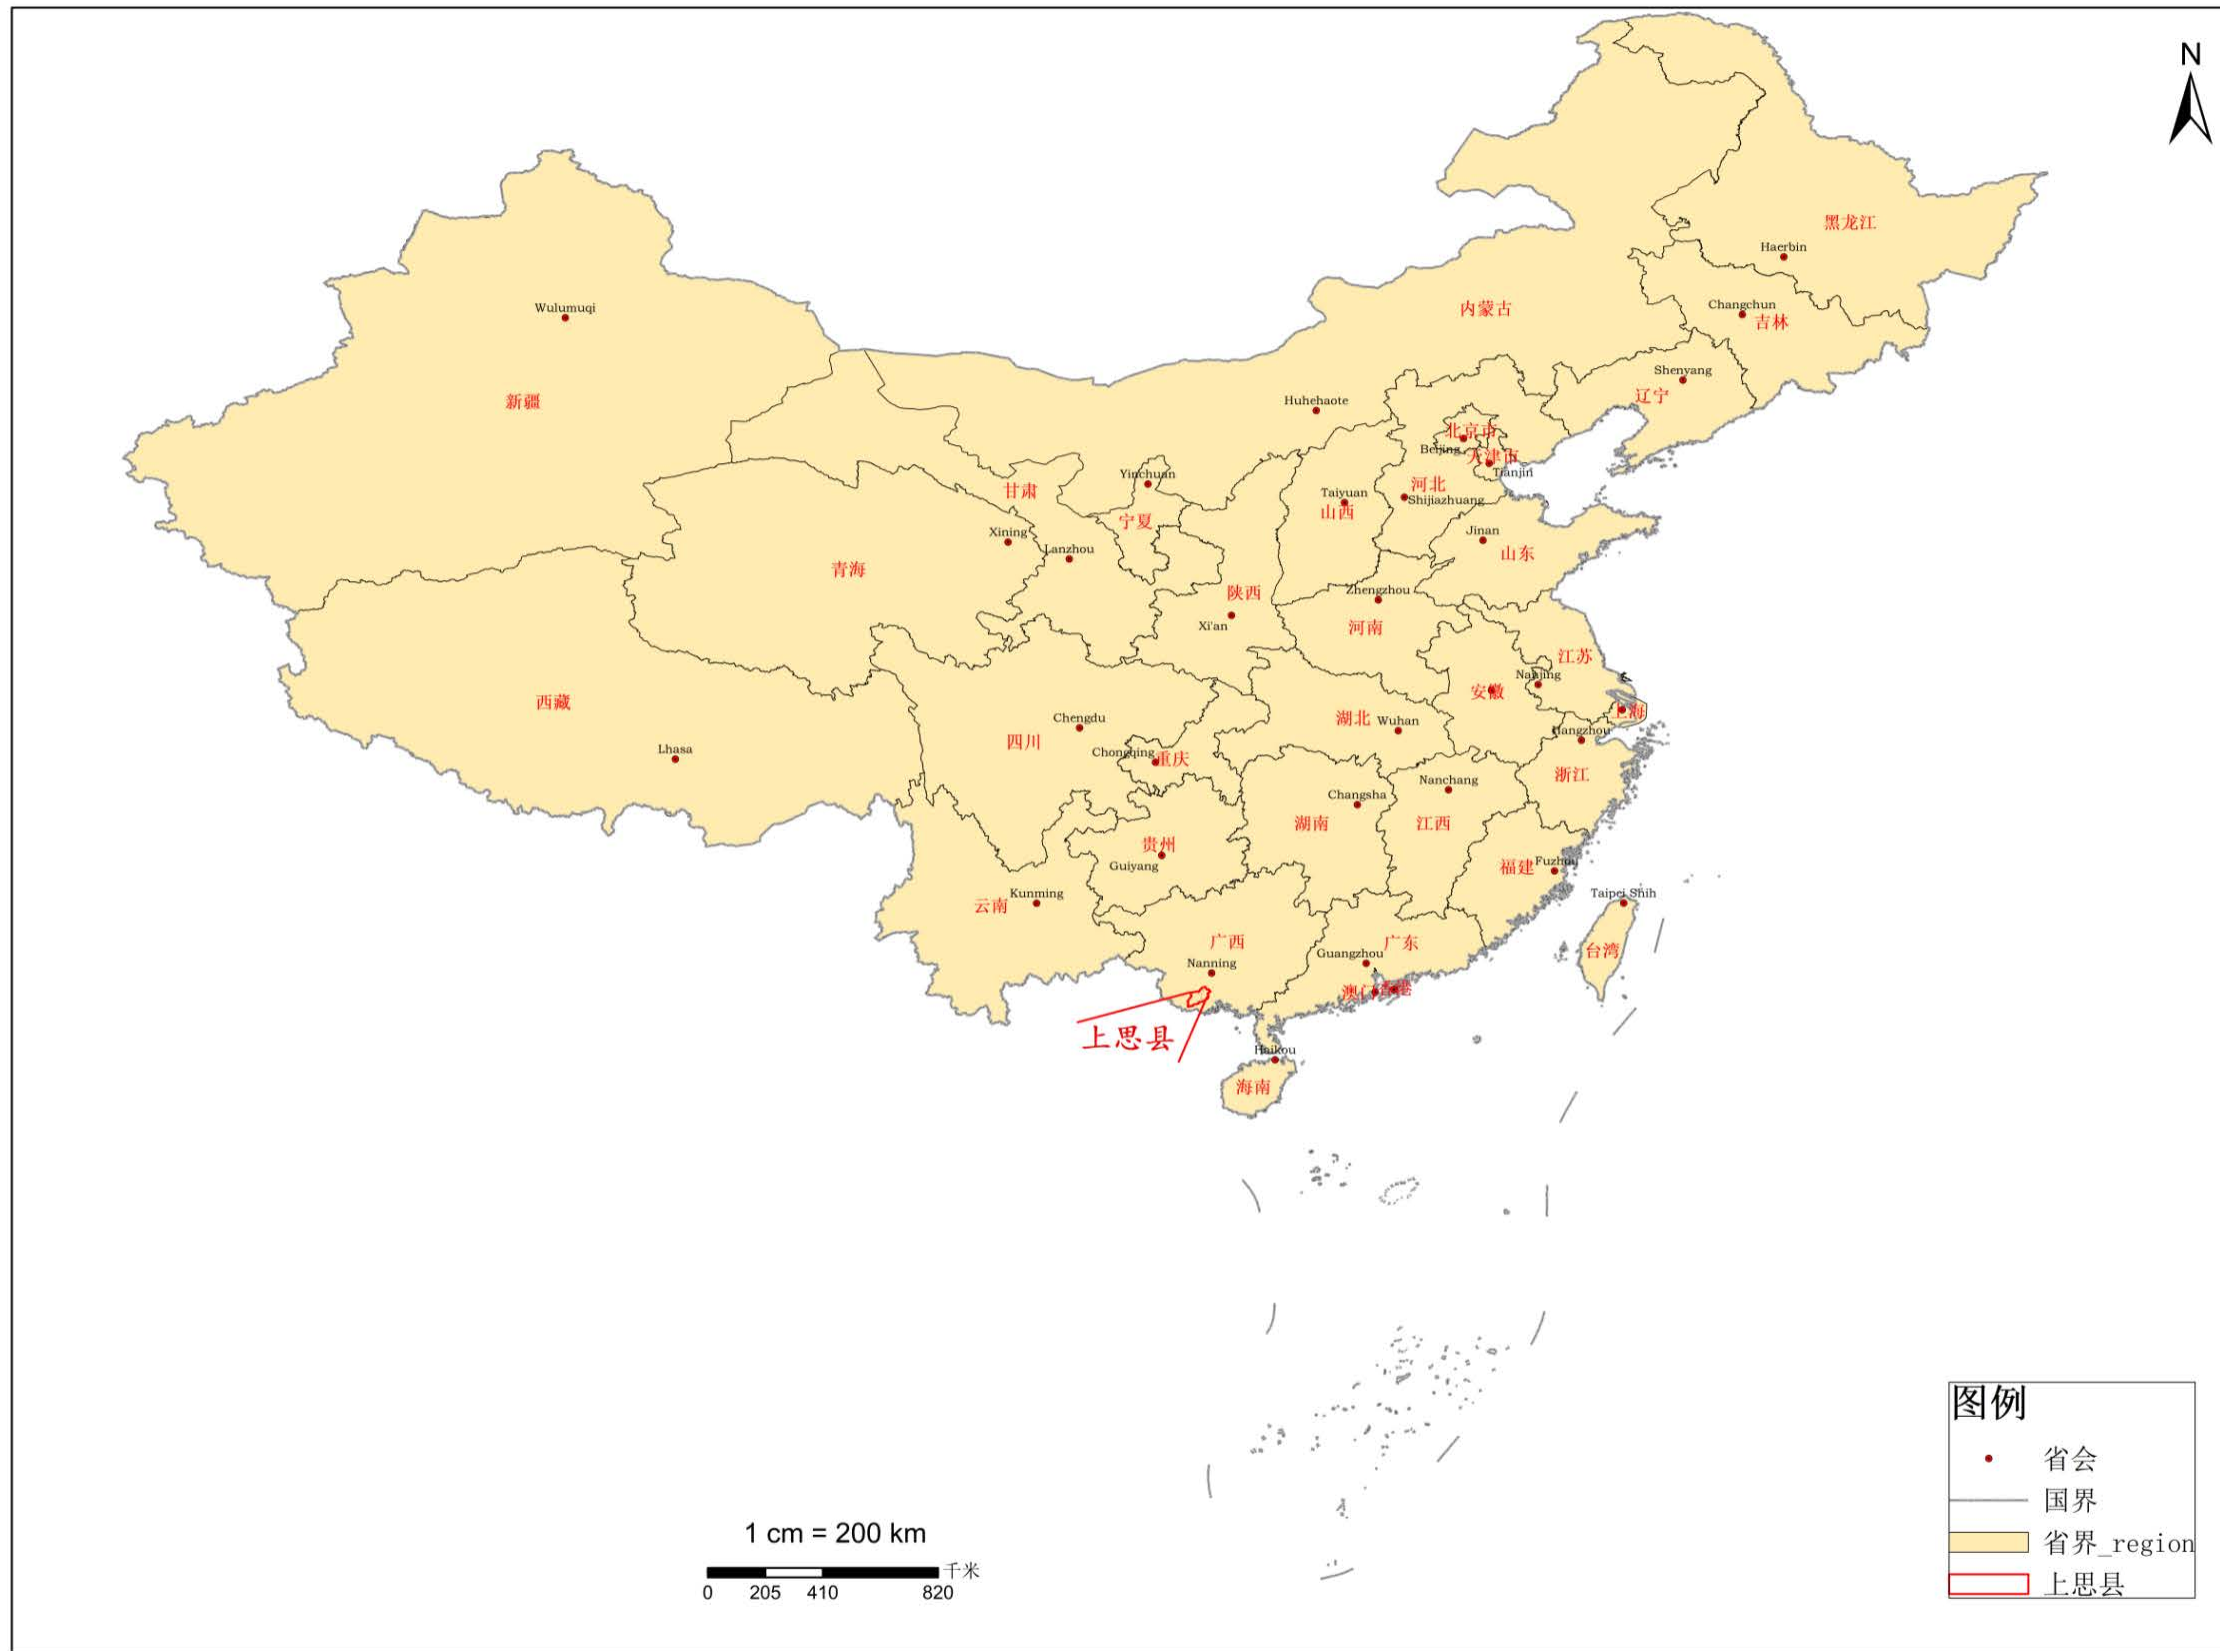 N
黑龙江
Haerbin
内蒙古
Changchun
吉林
Wulumuqi
Shenyang
辽宁
新疆
Huhehaote
北京市
Beijing
天津市
Tianjin
Yinchuan
甘肃
河北
Taiyuan
Shijiazhuang
山西
宁夏
Xining
Jinan
Lanzhou
山东
青海
陕西
Zhengzhou
Xi'an
河南
江苏
Nanjing
安徽
西藏
上海
湖北
Wuhan
Chengdu
Hangzhou
四川
Lhasa
Chongqing
重庆
浙江
Nanchang
Changsha
湖南
江西
贵州
Guiyang
福建
Fuzhou
Kunming
云南
Taipei Shih
广西
广东
台湾
Guangzhou
Nanning
澳门
香港
上思县
Haikou
海南
图例
省会
国界
省界_region
上思县
1 cm = 200 km
千米
0 205 410 820